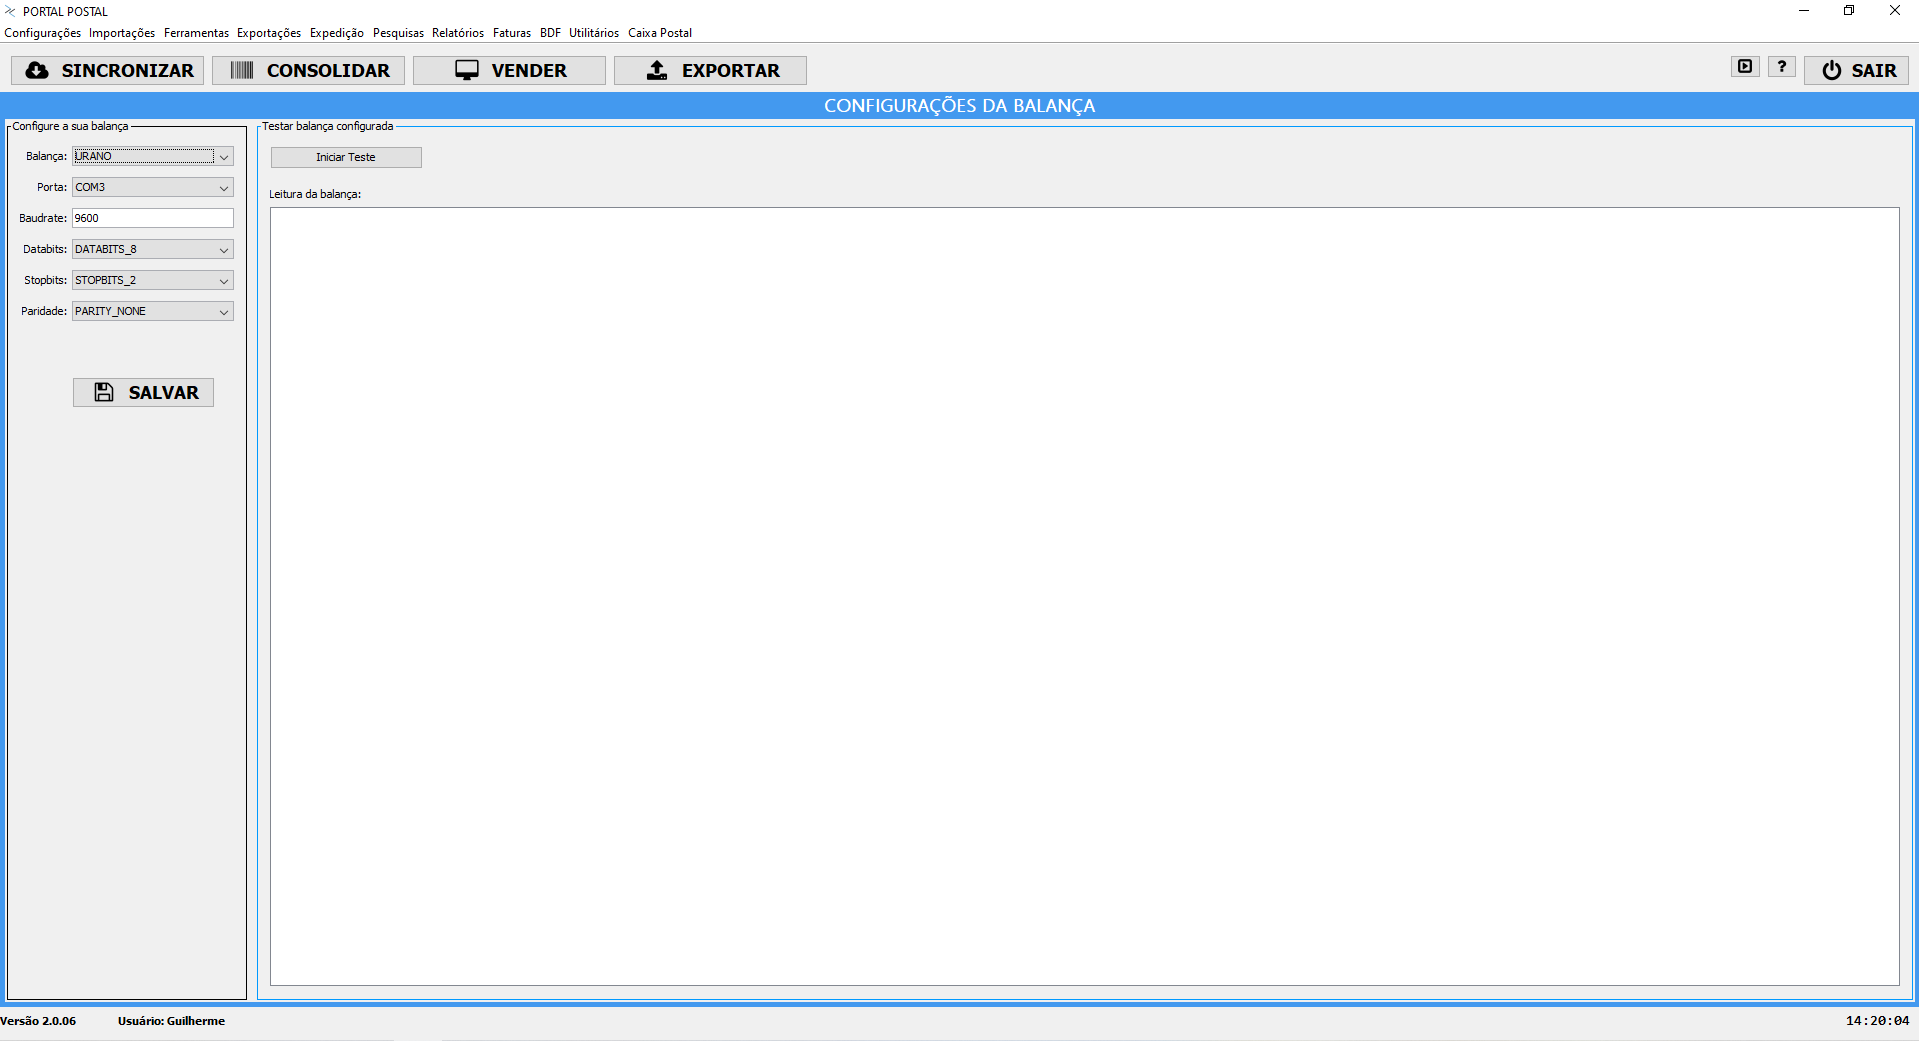 PORTAL POSTAL
Configurações Importações Ferramentas Exportações Expedição Pesquisas Relatórios Faturas BDF Utilitários Caixa Postal
SINCRONIZAR CONSOLIDAR VENDER EXPORTAR ? SAIR
CONFIGURAÇÕES DA BALANÇA
Configure a sua balança
Balança: URANO
Porta: COM3
Baudrate: 9600
Databits: DATABITS_8
Stopbits: STOPBITS_2
Paridade: PARITY_NONE
SALVAR
Testar balança configurada
Iniciar Teste
Leitura da balança:
Versão 2.0.06 Usuário: Guilherme 14:20:04